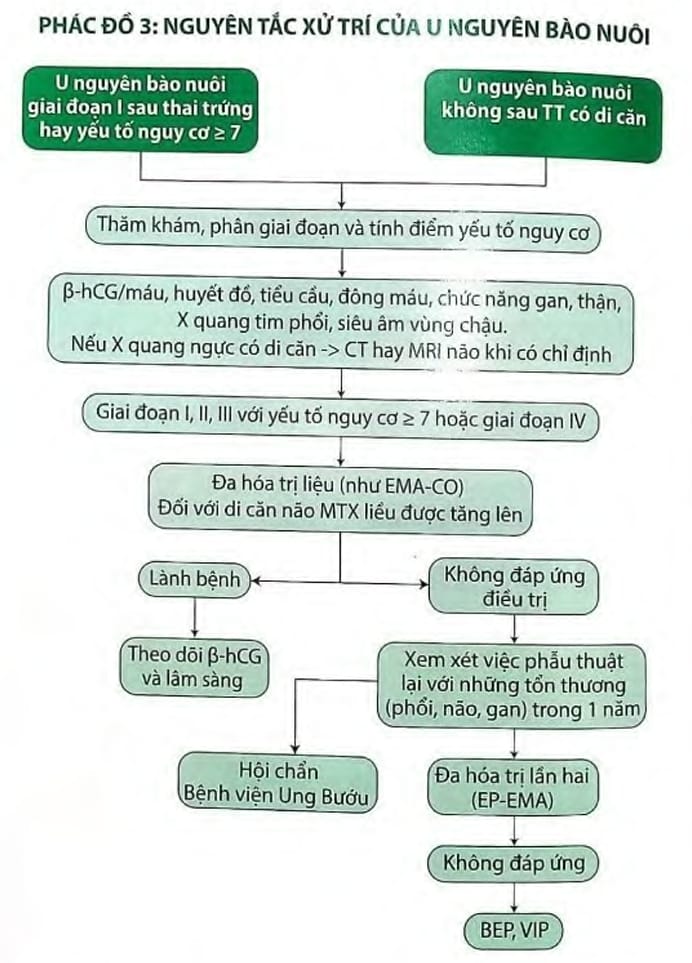 PHÁC ĐỒ 3: NGUYÊN TẮC XỬ TRÍ CỦA U NGUYÊN BÀO NUÔI
U nguyên bào nuôi
giai đoạn I sau thai trứng
hay yếu tố nguy cơ ≥ 7
U nguyên bào nuôi
không sau TT có di căn
Thăm khám, phân giai đoạn và tính điểm yếu tố nguy cơ
β-hCG/máu, huyết đồ, tiểu cầu, đông máu, chức năng gan, thận,
X quang tim phổi, siêu âm vùng chậu.
Nếu X quang ngực có di căn -> CT hay MRI não khi có chỉ định
Giai đoạn I, II, III với yếu tố nguy cơ ≥ 7 hoặc giai đoạn IV
Đa hóa trị liệu (như EMA-CO)
Đối với di căn não MTX liều được tăng lên
Lành bệnh
Không đáp ứng
điều trị
Theo dõi β-hCG
và lâm sàng
Xem xét việc phẫu thuật
lại với những tổn thương
(phổi, não, gan) trong 1 năm
Hội chẩn
Bệnh viện Ung Bướu
Đa hóa trị lần hai
(EP-EMA)
Không đáp ứng
BEP, VIP